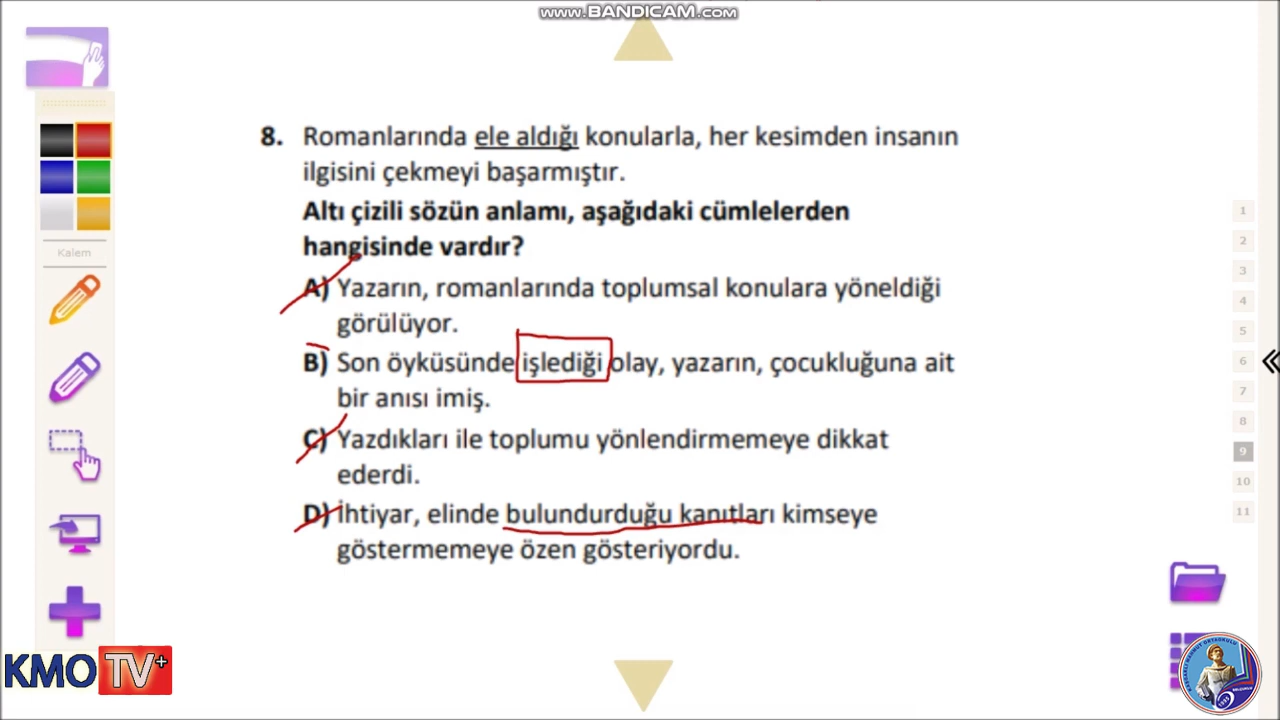 www.BANDICAM.com
8. Romanlarında ele aldığı konularla, her kesimden insanın
ilgisini çekmeyi başarmıştır.
Altı çizili sözün anlamı, aşağıdaki cümlelerden
hangisinde vardır?
A) Yazarın, romanlarında toplumsal konulara yöneldiği
görülüyor.
B) Son öyküsünde işlediği olay, yazarın, çocukluğuna ait
bir anısı imiş.
C) Yazdıkları ile toplumu yönlendirmemeye dikkat
ederdi.
D) İhtiyar, elinde bulundurduğu kanıtları kimseye
göstermemeye özen gösteriyordu.
Kalem
1
2
3
4
5
6
7
8
9
10
11
KMO TV+